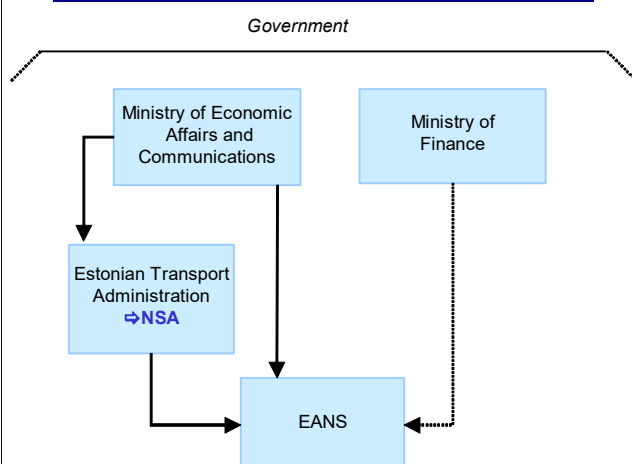 Government
Ministry of Economic
Affairs and
Communications
Ministry of
Finance
Estonian Transport
Administration
⇨NSA
EANS